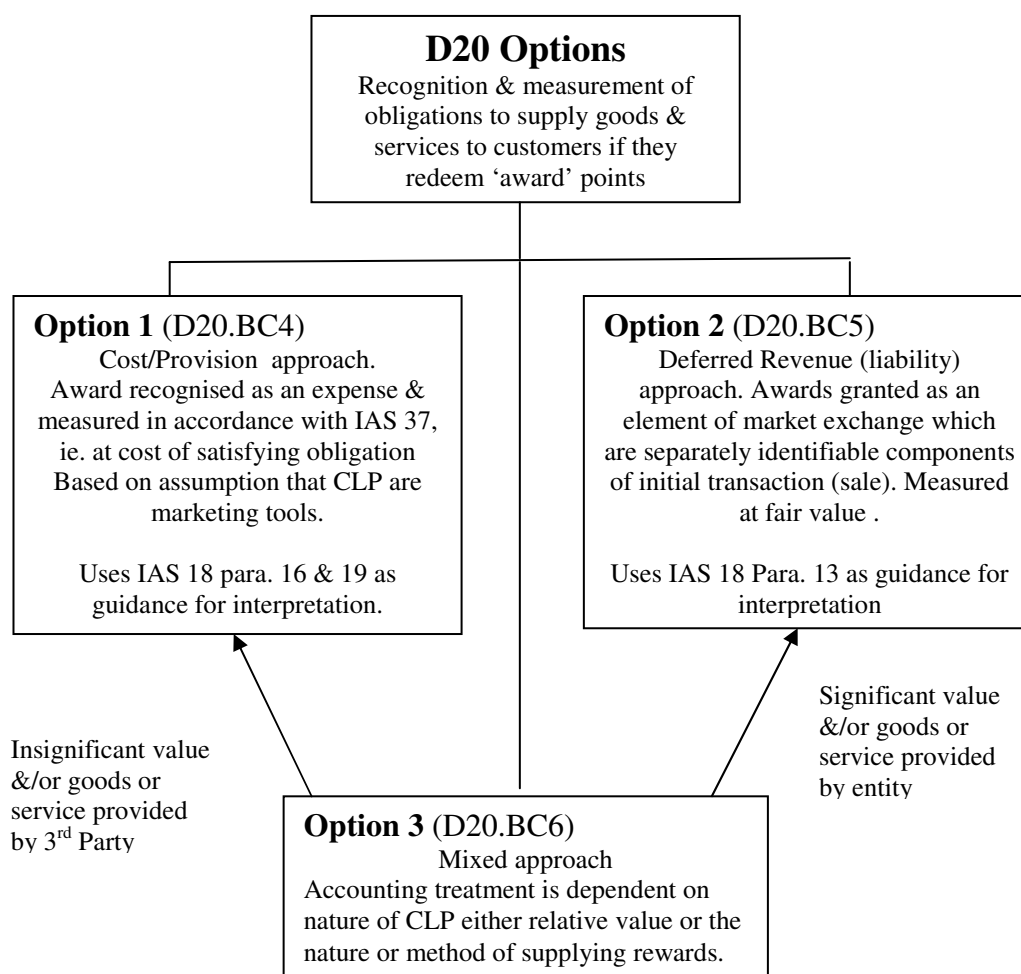 D20 Options
Recognition & measurement of
obligations to supply goods &
services to customers if they
redeem ‘award’ points
Option 1 (D20.BC4)
Cost/Provision approach.
Award recognised as an expense &
measured in accordance with IAS 37,
ie. at cost of satisfying obligation
Based on assumption that CLP are
marketing tools.
Uses IAS 18 para. 16 & 19 as
guidance for interpretation.
Option 2 (D20.BC5)
Deferred Revenue (liability)
approach. Awards granted as an
element of market exchange which
are separately identifiable components
of initial transaction (sale). Measured
at fair value .
Uses IAS 18 Para. 13 as guidance for
interpretation
Insignificant value
&/or goods or
service provided
by 3rd Party
Significant value
&/or goods or
service provided
by entity
Option 3 (D20.BC6)
Mixed approach
Accounting treatment is dependent on
nature of CLP either relative value or the
nature or method of supplying rewards.